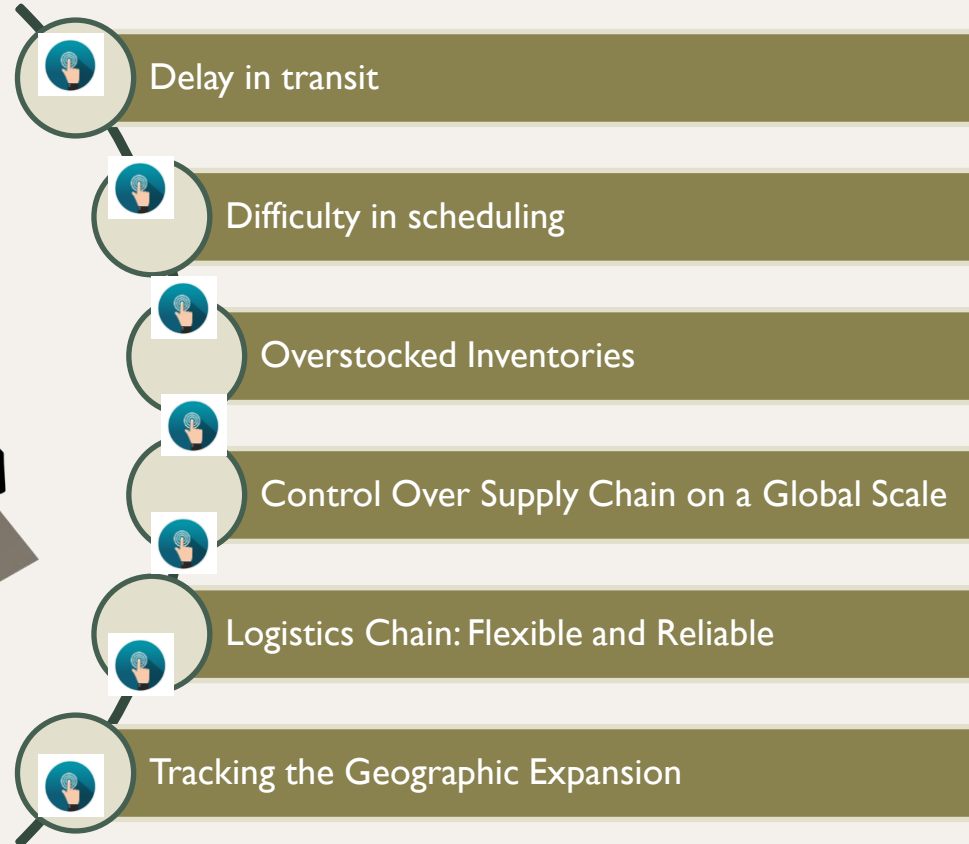 Delay in transit
Difficulty in scheduling
Overstocked Inventories
Control Over Supply Chain on a Global Scale
Logistics Chain: Flexible and Reliable
Tracking the Geographic Expansion